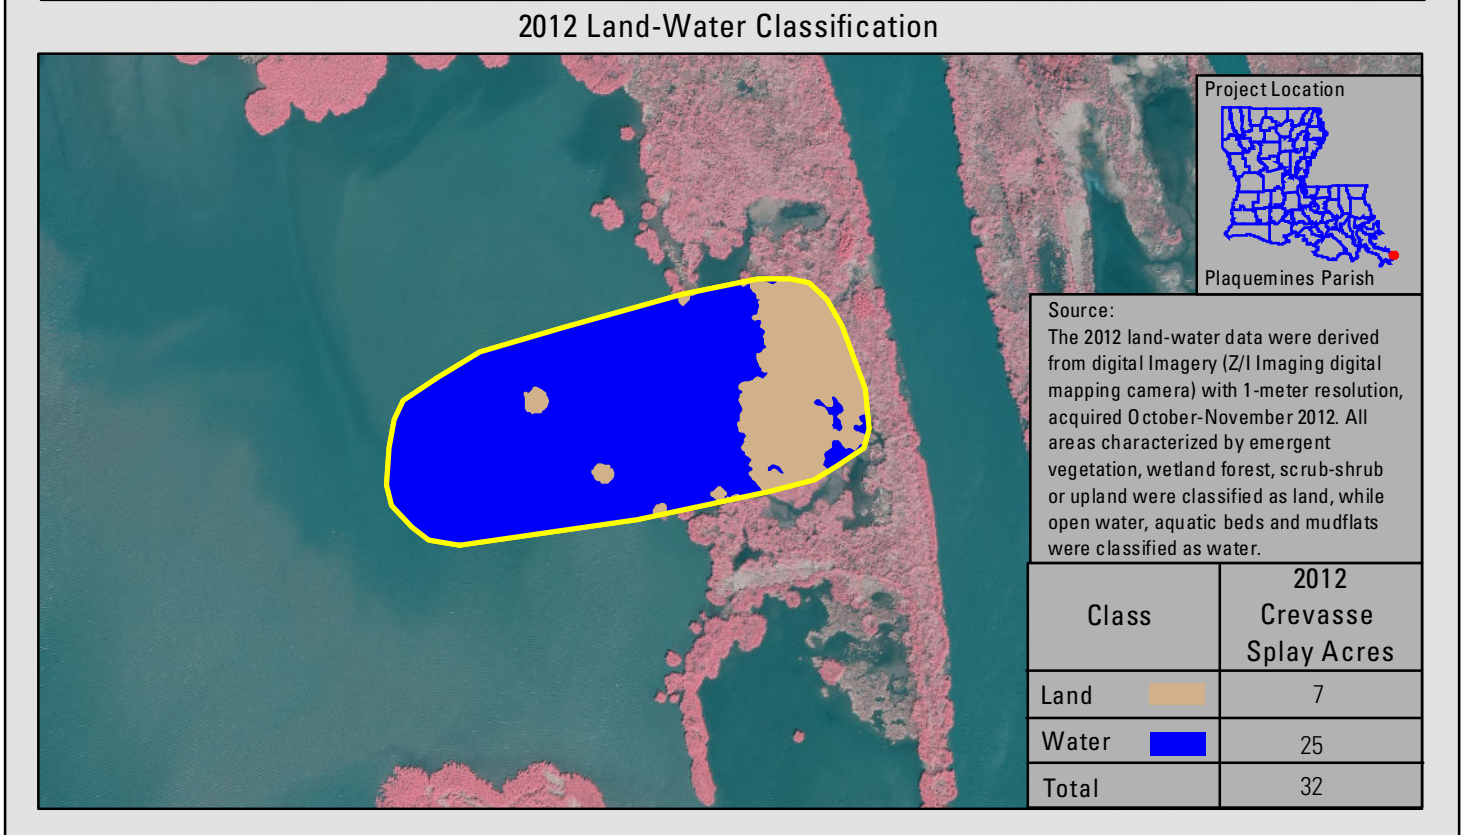 2012 Land-Water Classification
Project Location
Plaquemines Parish
Source:
The 2012 land-water data were derived
from digital Imagery (Z/I Imaging digital
mapping camera) with 1-meter resolution,
acquired October-November 2012. All
areas characterized by emergent
vegetation, wetland forest, scrub-shrub
or upland were classified as land, while
open water, aquatic beds and mudflats
were classified as water.
Class
2012
Crevasse
Splay Acres
Land 7
Water 25
Total 32